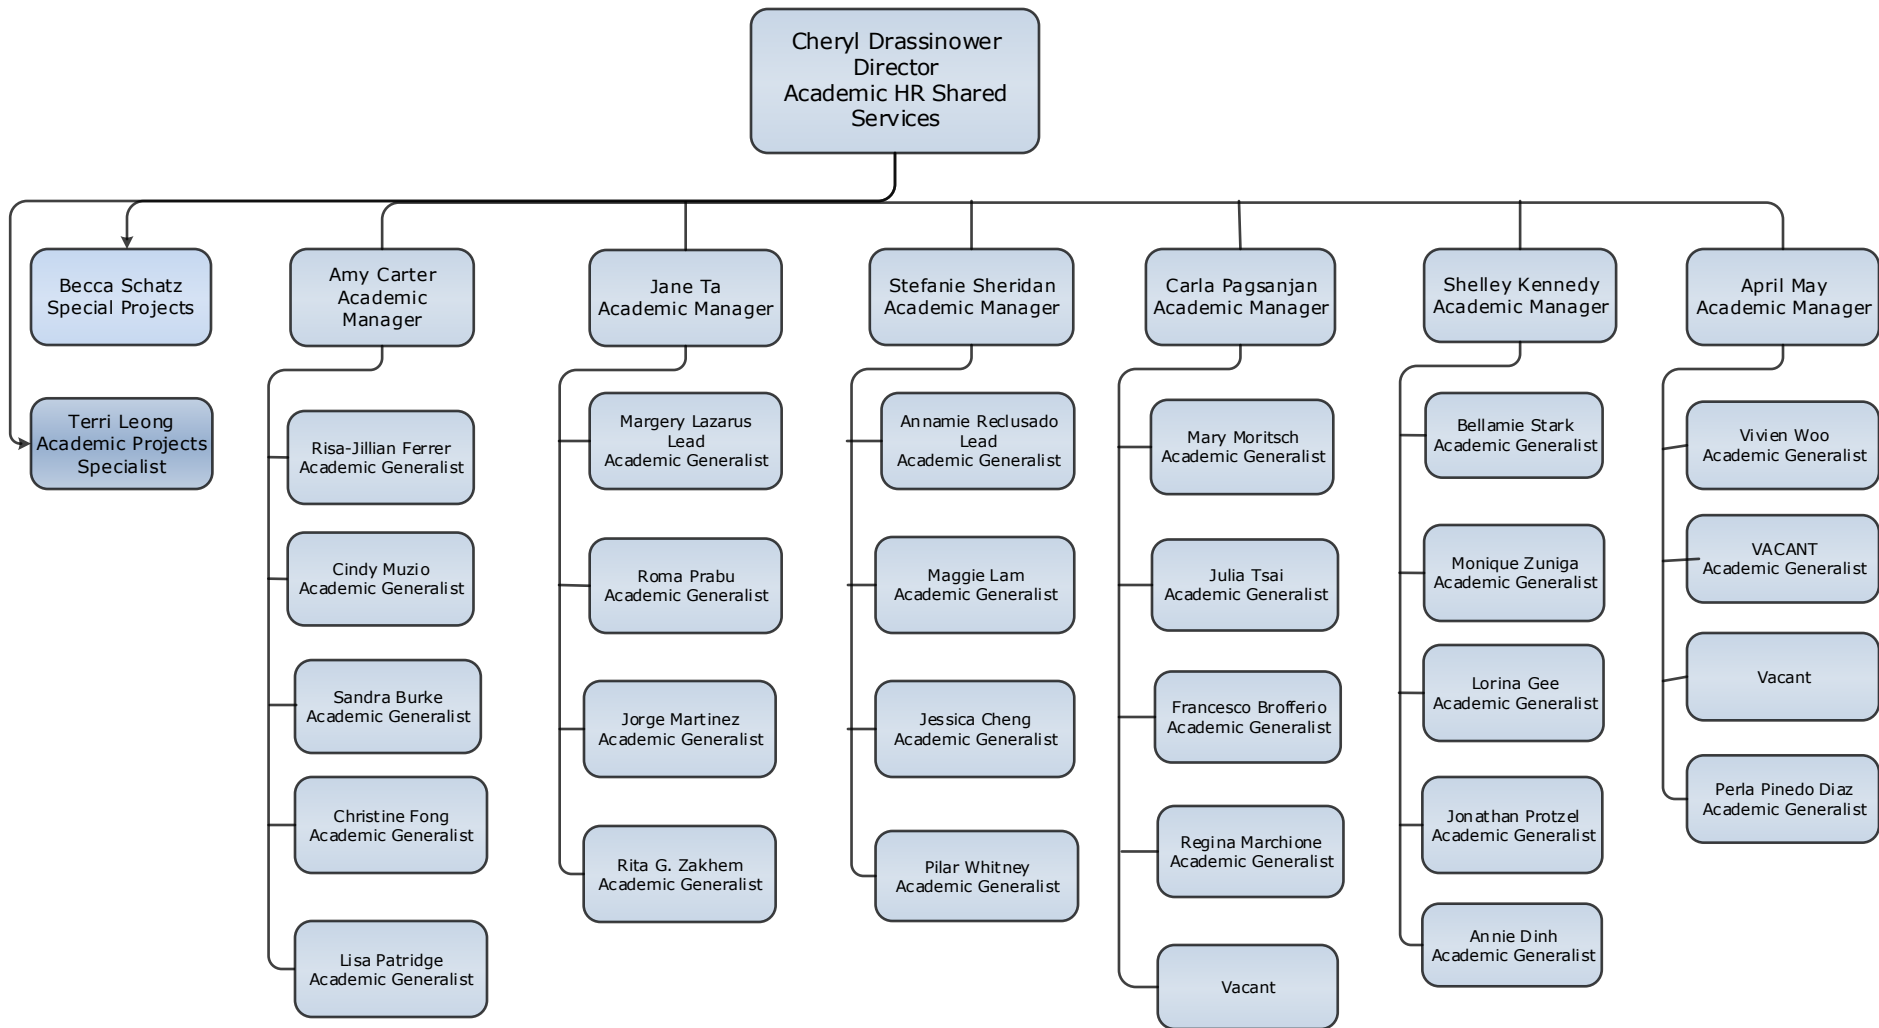 Cheryl Drassinower
Director
Academic HR Shared
Services
Becca Schatz
Special Projects
Terri Leong
Academic Projects
Specialist
Amy Carter
Academic
Manager
Risa-Jillian Ferrer
Academic Generalist
Cindy Muzio
Academic Generalist
Sandra Burke
Academic Generalist
Christine Fong
Academic Generalist
Lisa Patridge
Academic Generalist
Jane Ta
Academic Manager
Margery Lazarus
Lead
Academic Generalist
Roma Prabu
Academic Generalist
Jorge Martinez
Academic Generalist
Rita G. Zakhem
Academic Generalist
Stefanie Sheridan
Academic Manager
Annamie Reclusado
Lead
Academic Generalist
Maggie Lam
Academic Generalist
Jessica Cheng
Academic Generalist
Pilar Whitney
Academic Generalist
Carla Pagsanjan
Academic Manager
Mary Moritsch
Academic Generalist
Julia Tsai
Academic Generalist
Francesco Brofferio
Academic Generalist
Regina Marchione
Academic Generalist
Vacant
Shelley Kennedy
Academic Manager
Bellamie Stark
Academic Generalist
Monique Zuniga
Academic Generalist
Lorina Gee
Academic Generalist
Jonathan Protzel
Academic Generalist
Annie Dinh
Academic Generalist
April May
Academic Manager
Vivien Woo
Academic Generalist
VACANT
Academic Generalist
Vacant
Perla Pinedo Diaz
Academic Generalist